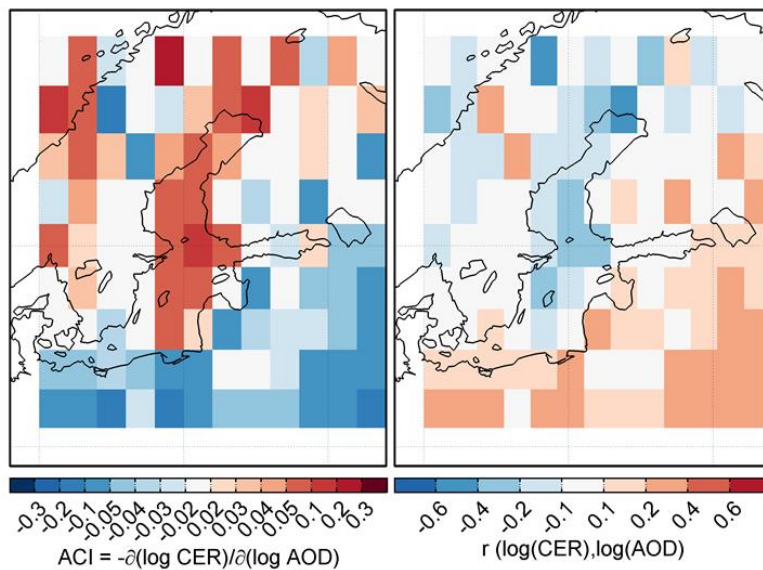 -0.3 -0.2 -0.1 -0.05 -0.04 -0.03 -0.02 0.02 0.03 0.04 0.05 0.1 0.2 0.3
ACI = -∂(log CER)/∂(log AOD)
-0.6 -0.4 -0.2 -0.1 0.1 0.2 0.4 0.6
r (log(CER),log(AOD)